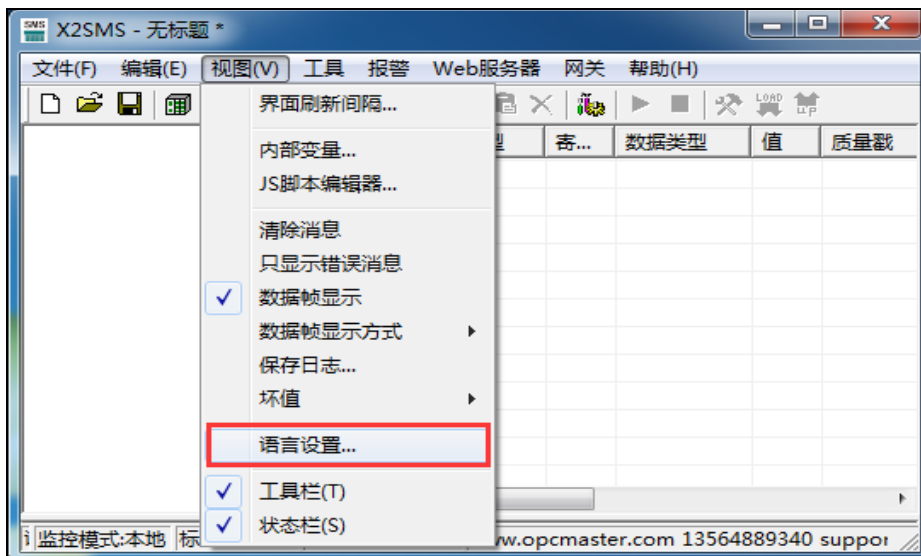 SMS X2SMS - 无标题 *
文件(F) 编辑(E) 视图(V) 工具 报警 Web服务器 网关 帮助(H)
LOAD UP
界面刷新间隔...
寄... 数据类型 值 质量戳
内部变量...
JS脚本编辑器...
清除消息
只显示错误消息
数据帧显示
数据帧显示方式
保存日志...
坏值
语言设置...
工具栏(T)
状态栏(S)
监控模式:本地 标 w.opcmaster.com 13564889340 suppor